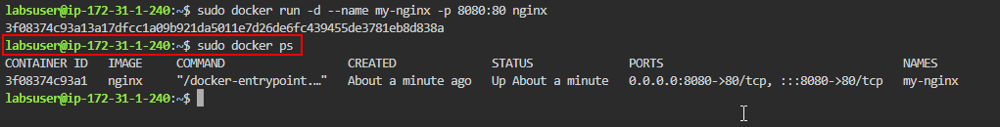 labsuser@ip-172-31-1-240:~$ sudo docker run -d --name my-nginx -p 8080:80 nginx
3f08374c93a13a17dfcc1a09b921da5011e7d26de6fc439455de3781eb8d838a
labsuser@ip-172-31-1-240:~$ sudo docker ps
CONTAINER ID   IMAGE   COMMAND   CREATED   STATUS   PORTS   NAMES
3f08374c93a1   nginx   "/docker-entrypoint.…"   About a minute ago   Up About a minute   0.0.0.0:8080->80/tcp, :::8080->80/tcp   my-nginx
labsuser@ip-172-31-1-240:~$